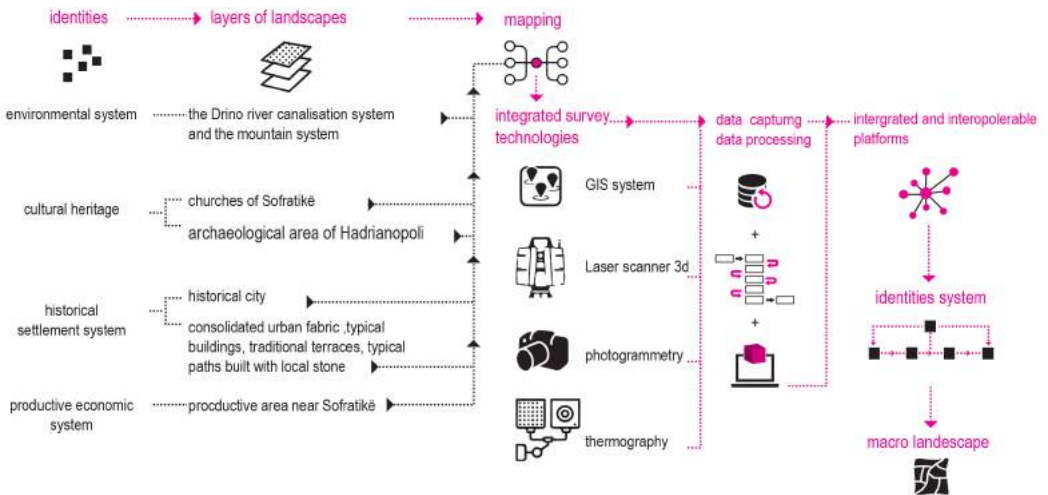 identities
layers of landscapes
mapping
environmental system
the Drino river canalisation system
and the mountain system
cultural heritage
churches of Sofratikë
archaeological area of Hadrianopoli
historical
settlement system
historical city
consolidated urban fabric ,typical
buildings, traditional terraces, typical
paths built with local stone
productive economic
system
procductive area near Sofratikë
integrated survey
technologies
GIS system
Laser scanner 3d
photogrammetry
thermography
data capturng
data processing
+
+
intergrated and interopolerable
platforms
identities system
macro landscape